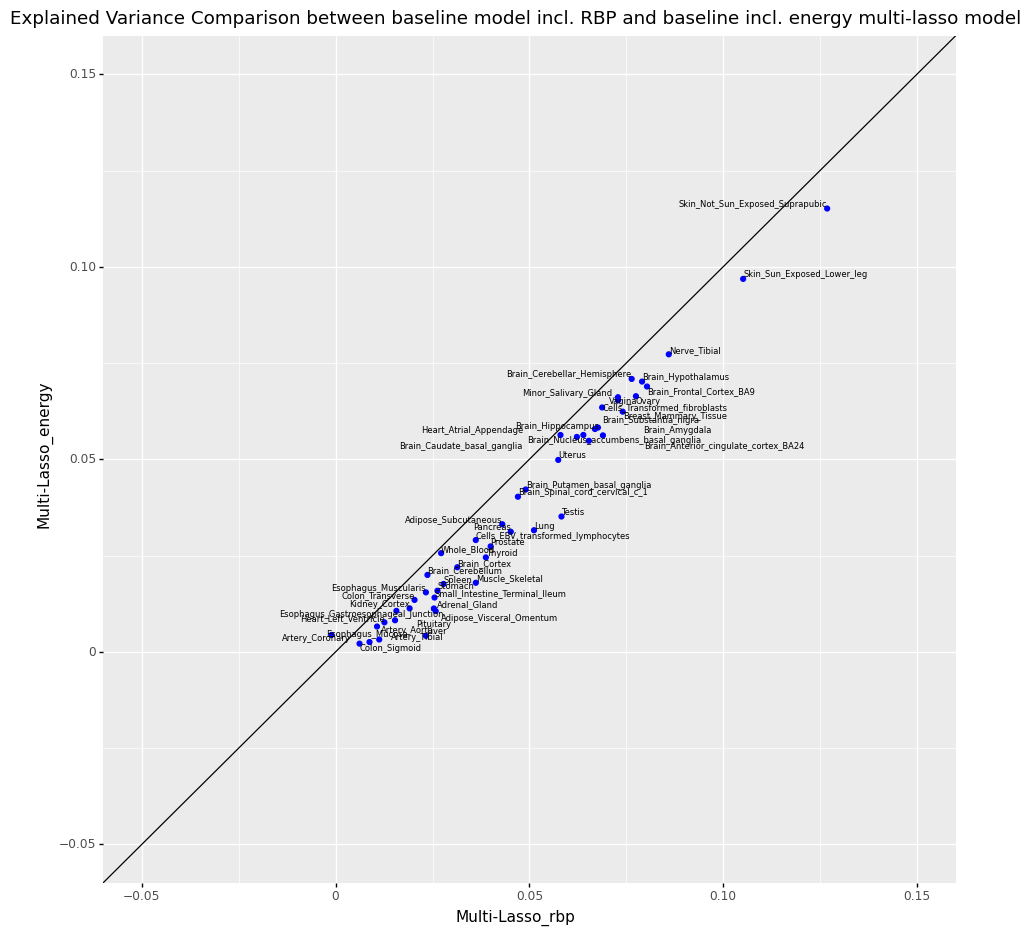 Explained Variance Comparison between baseline model incl. RBP and baseline incl. energy multi-lasso model
0.15
0.10
0.05
0
−0.05
Multi-Lasso_energy
Skin_Not_Sun_Exposed_Suprapubic
Skin_Sun_Exposed_Lower_leg
Nerve_Tibial
Brain_Cerebellar_Hemisphere
Brain_Hypothalamus
Minor_Salivary_Gland
Brain_Frontal_Cortex_BA9
Vagina
Ovary
Cells_Transformed_fibroblasts
Breast_Mammary_Tissue
Brain_Substantia_nigra
Brain_Hippocampus
Heart_Atrial_Appendage
Brain_Amygdala
Brain_Nucleus_accumbens_basal_ganglia
Brain_Caudate_basal_ganglia
Brain_Anterior_cingulate_cortex_BA24
Uterus
Brain_Putamen_basal_ganglia
Brain_Spinal_cord_cervical_c_1
Testis
Adipose_Subcutaneous
Pancreas
Lung
Cells_EBV_transformed_lymphocytes
Prostate
Whole_Blood
Thyroid
Brain_Cortex
Brain_Cerebellum
Spleen
Muscle_Skeletal
Esophagus_Muscularis
Stomach
Colon_Transverse
Small_Intestine_Terminal_Ileum
Kidney_Cortex
Adrenal_Gland
Esophagus_Gastroesophageal_Junction
Heart_Left_Ventricle
Adipose_Visceral_Omentum
Pituitary
Artery_Aorta
Liver
Esophagus_Mucosa
Artery_Coronary
Artery_Tibial
Colon_Sigmoid
−0.05
0
0.05
0.10
0.15
Multi-Lasso_rbp